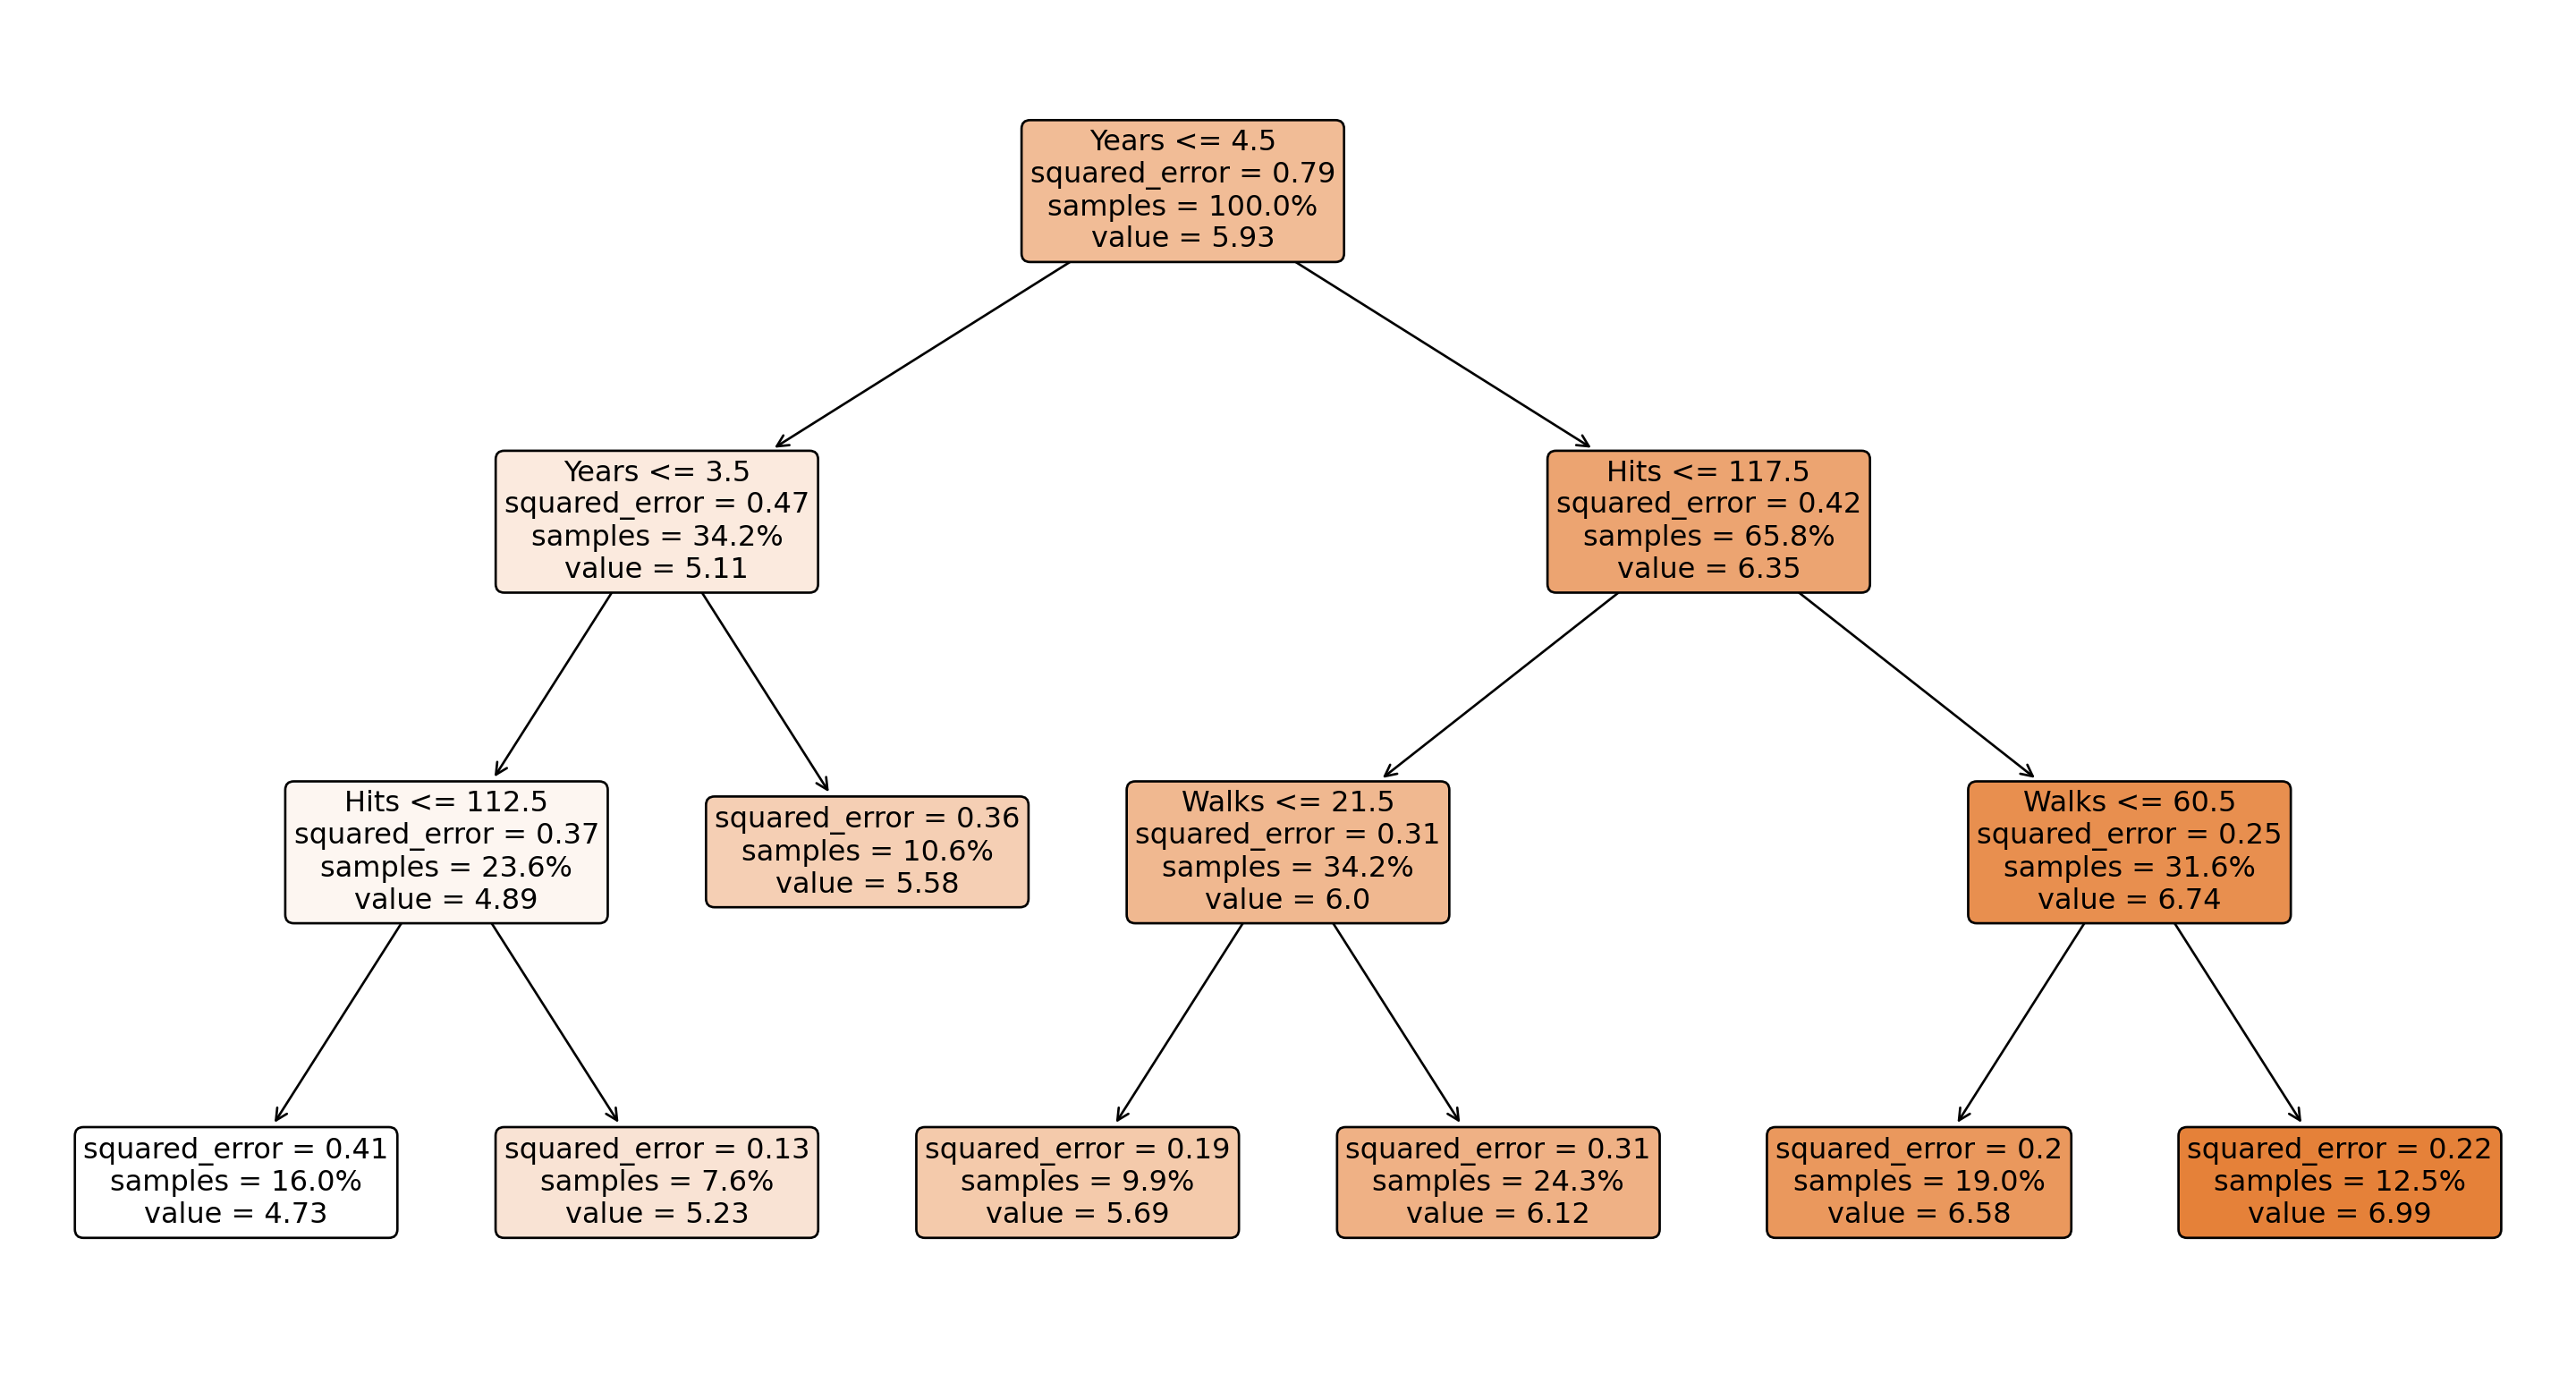 Years <= 4.5
squared_error = 0.79
samples = 100.0%
value = 5.93
Years <= 3.5
squared_error = 0.47
samples = 34.2%
value = 5.11
Hits <= 117.5
squared_error = 0.42
samples = 65.8%
value = 6.35
Hits <= 112.5
squared_error = 0.37
samples = 23.6%
value = 4.89
squared_error = 0.36
samples = 10.6%
value = 5.58
Walks <= 21.5
squared_error = 0.31
samples = 34.2%
value = 6.0
Walks <= 60.5
squared_error = 0.25
samples = 31.6%
value = 6.74
squared_error = 0.41
samples = 16.0%
value = 4.73
squared_error = 0.13
samples = 7.6%
value = 5.23
squared_error = 0.19
samples = 9.9%
value = 5.69
squared_error = 0.31
samples = 24.3%
value = 6.12
squared_error = 0.2
samples = 19.0%
value = 6.58
squared_error = 0.22
samples = 12.5%
value = 6.99